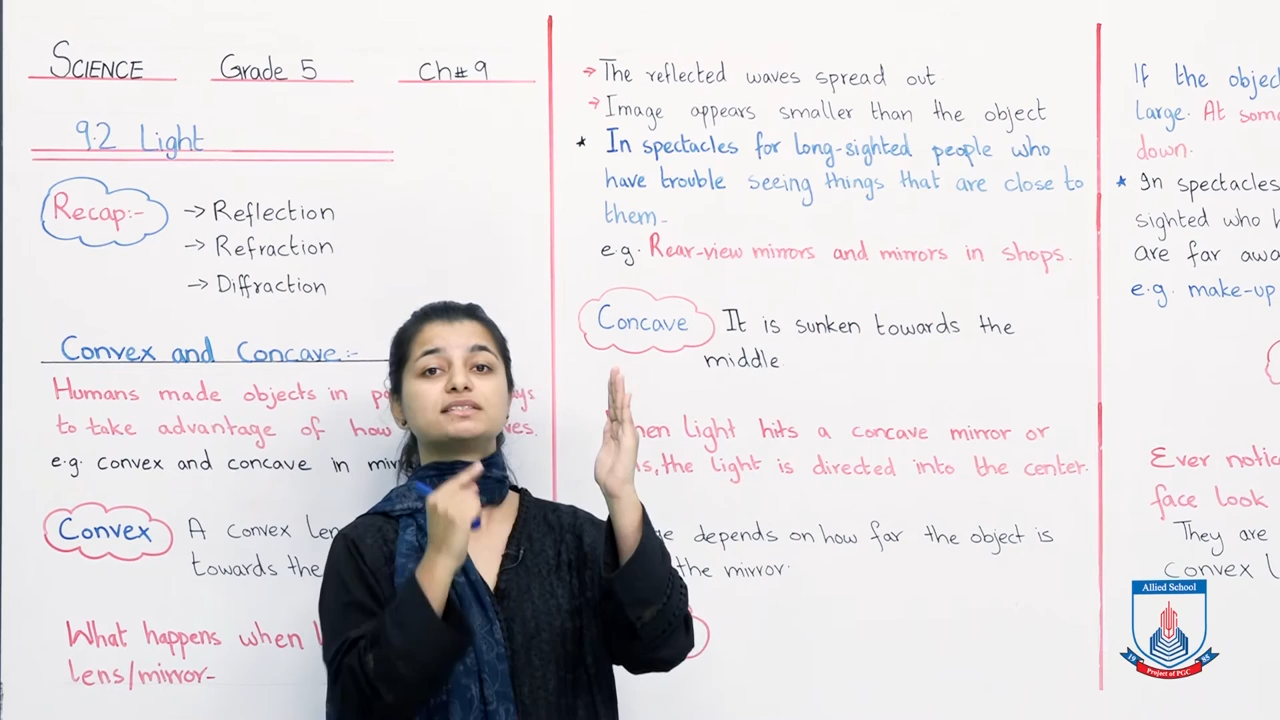 SCIENCE Grade 5 Ch# 9
9.2 Light
Recap:-
→ Reflection
→ Refraction
→ Diffraction
Convex and Concave:-
Humans made objects in
to take advantage of how
e.g. convex and concave in
Convex
A convex
towards the
What happens when
lens/mirror-
→ The reflected waves spread out
→ Image appears smaller than the object
* In spectacles for long-sighted people who
have trouble seeing things that are close to
them-
e.g. Rear-view mirrors and mirrors in shops.
Concave
It is sunken towards the
middle
Light hits a concave mirror or
the Light is directed into the center.
depends on how far the object is
the mirror.
If the
large. At
down.
* In spectacles
sighted who
are far
e.g. make-up
Ever
face look
They are
convex
Allied School
19 85
Project of PGC